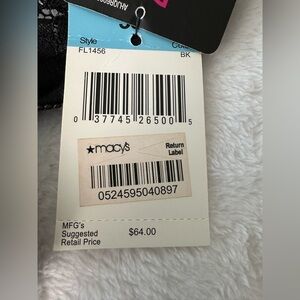 Style
FL1456
BK
0 37745 26500 5
★macy's
Return
Label
0524595040897
MFG's
Suggested
Retail Price
$64.00